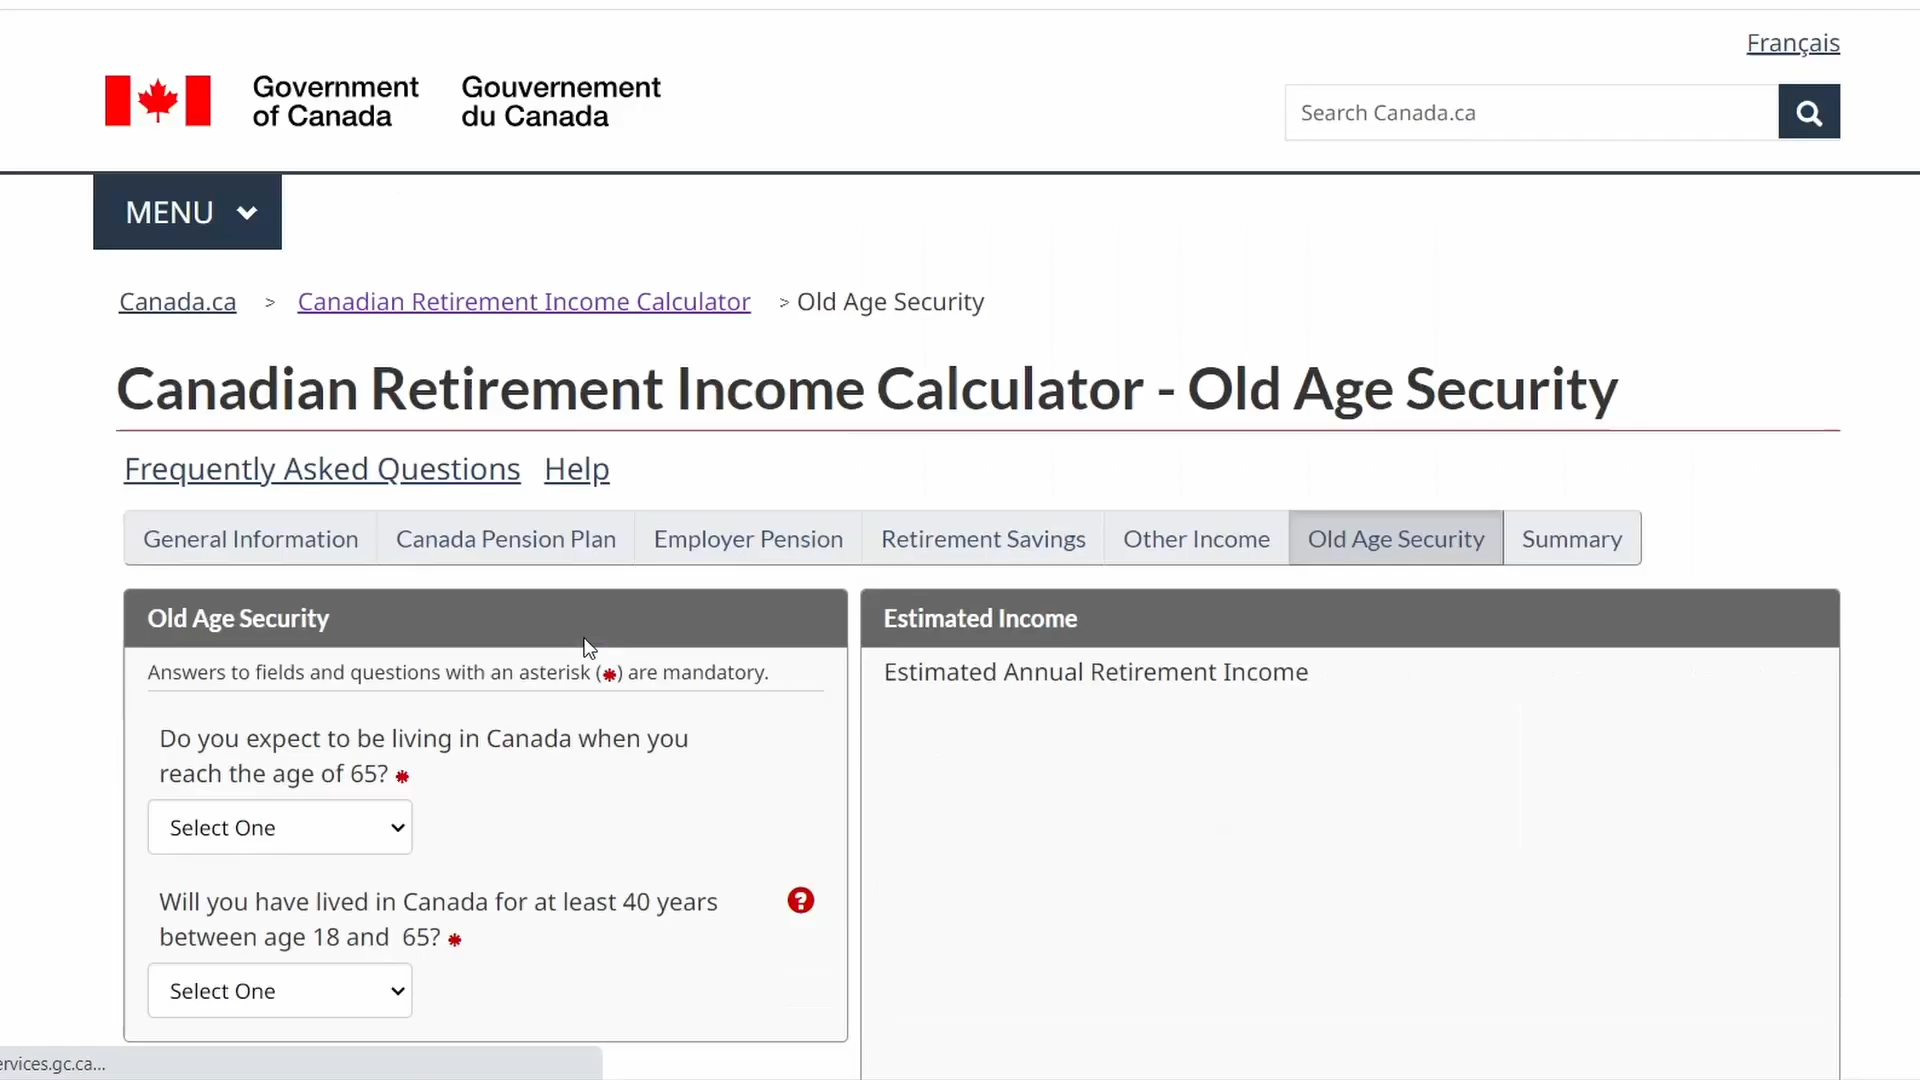 Français
Government
of Canada
Gouvernement
du Canada
Search Canada.ca
MENU
Canada.ca > Canadian Retirement Income Calculator > Old Age Security
Canadian Retirement Income Calculator - Old Age Security
Frequently Asked Questions Help
General Information Canada Pension Plan Employer Pension Retirement Savings Other Income Old Age Security Summary
Old Age Security
Answers to fields and questions with an asterisk (*) are mandatory.
Do you expect to be living in Canada when you
reach the age of 65? *
Select One
Will you have lived in Canada for at least 40 years
between age 18 and 65? *
Select One
Estimated Income
Estimated Annual Retirement Income
ervices.gc.ca...